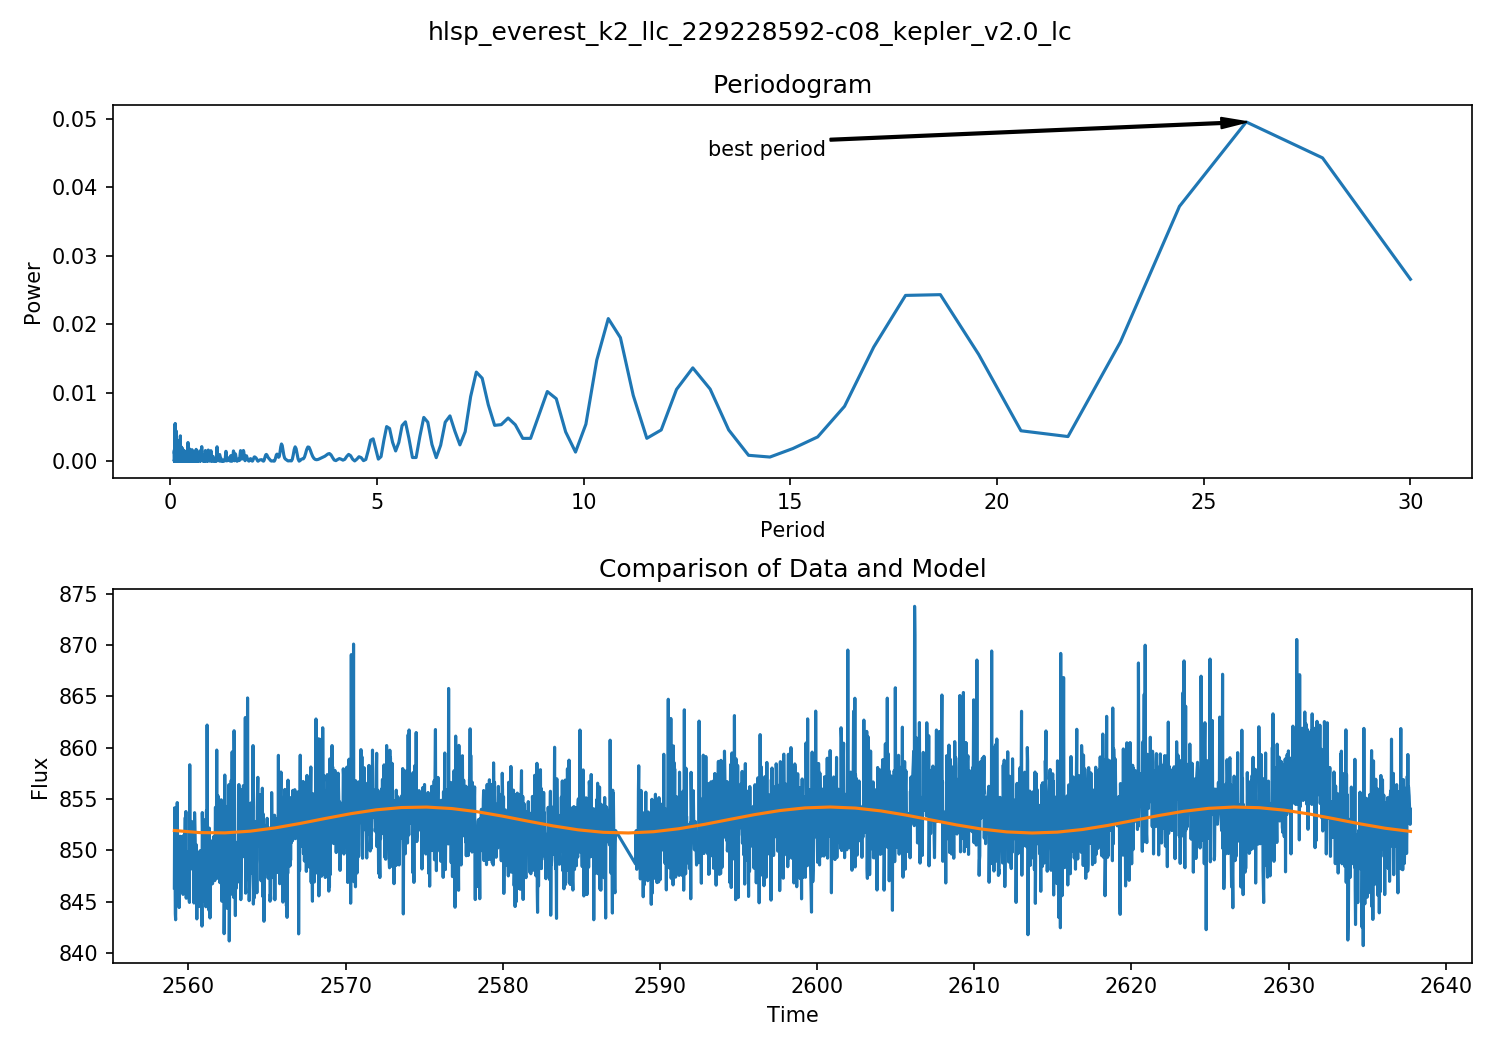 hlsp_everest_k2_llc_229228592-c08_kepler_v2.0_lc
Periodogram
0.05
0.04
0.03
0.02
0.01
0.00
Power
best period
0 5 10 15 20 25 30
Period
Comparison of Data and Model
875
870
865
860
855
850
845
840
Flux
2560 2570 2580 2590 2600 2610 2620 2630 2640
Time